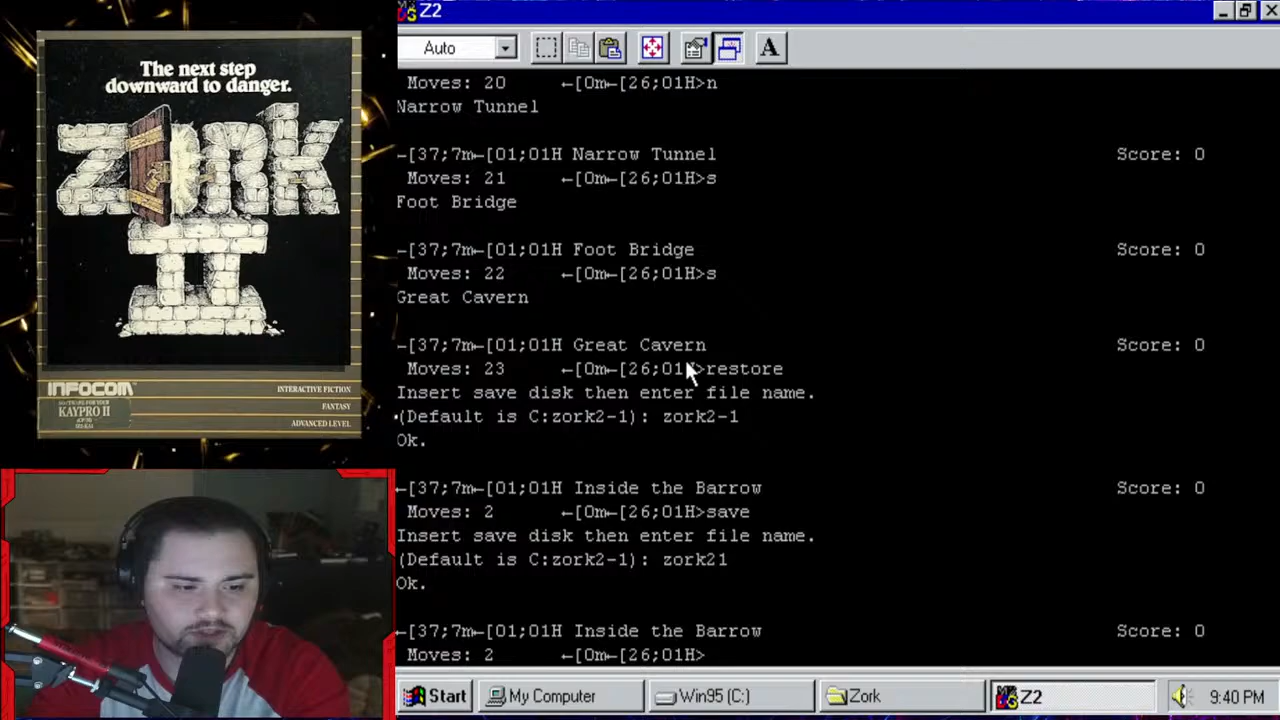 The next step
downward to danger.
ZORK
II
INFOCOM
INTERACTIVE FICTION
FANTASY
ADVANCED LEVEL
KAYPRO II
Z2
Auto
A
Moves: 20 ←[0m←[26;01H>n
Narrow Tunnel
←[37;7m←[01;01H Narrow Tunnel Score: 0
Moves: 21 ←[0m←[26;01H>s
Foot Bridge
←[37;7m←[01;01H Foot Bridge Score: 0
Moves: 22 ←[0m←[26;01H>s
Great Cavern
←[37;7m←[01;01H Great Cavern Score: 0
Moves: 23 ←[0m←[26;01H>restore
Insert save disk then enter file name.
(Default is C:zork2-1): zork2-1
Ok.
←[37;7m←[01;01H Inside the Barrow Score: 0
Moves: 2 ←[0m←[26;01H>save
Insert save disk then enter file name.
(Default is C:zork2-1): zork21
Ok.
←[37;7m←[01;01H Inside the Barrow Score: 0
Moves: 2 ←[0m←[26;01H>
Start
My Computer
Win95 (C:)
Zork
Z2
9:40 PM